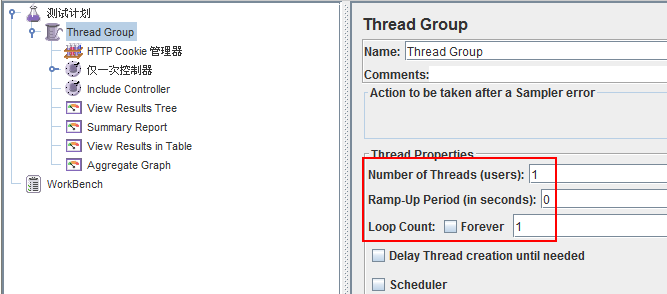 测试计划
Thread Group
HTTP Cookie 管理器
仅一次控制器
Include Controller
View Results Tree
Summary Report
View Results in Table
Aggregate Graph
WorkBench
Thread Group
Name: Thread Group
Comments:
Action to be taken after a Sampler error
Thread Properties
Number of Threads (users): 1
Ramp-Up Period (in seconds): 0
Loop Count: Forever 1
Delay Thread creation until needed
Scheduler